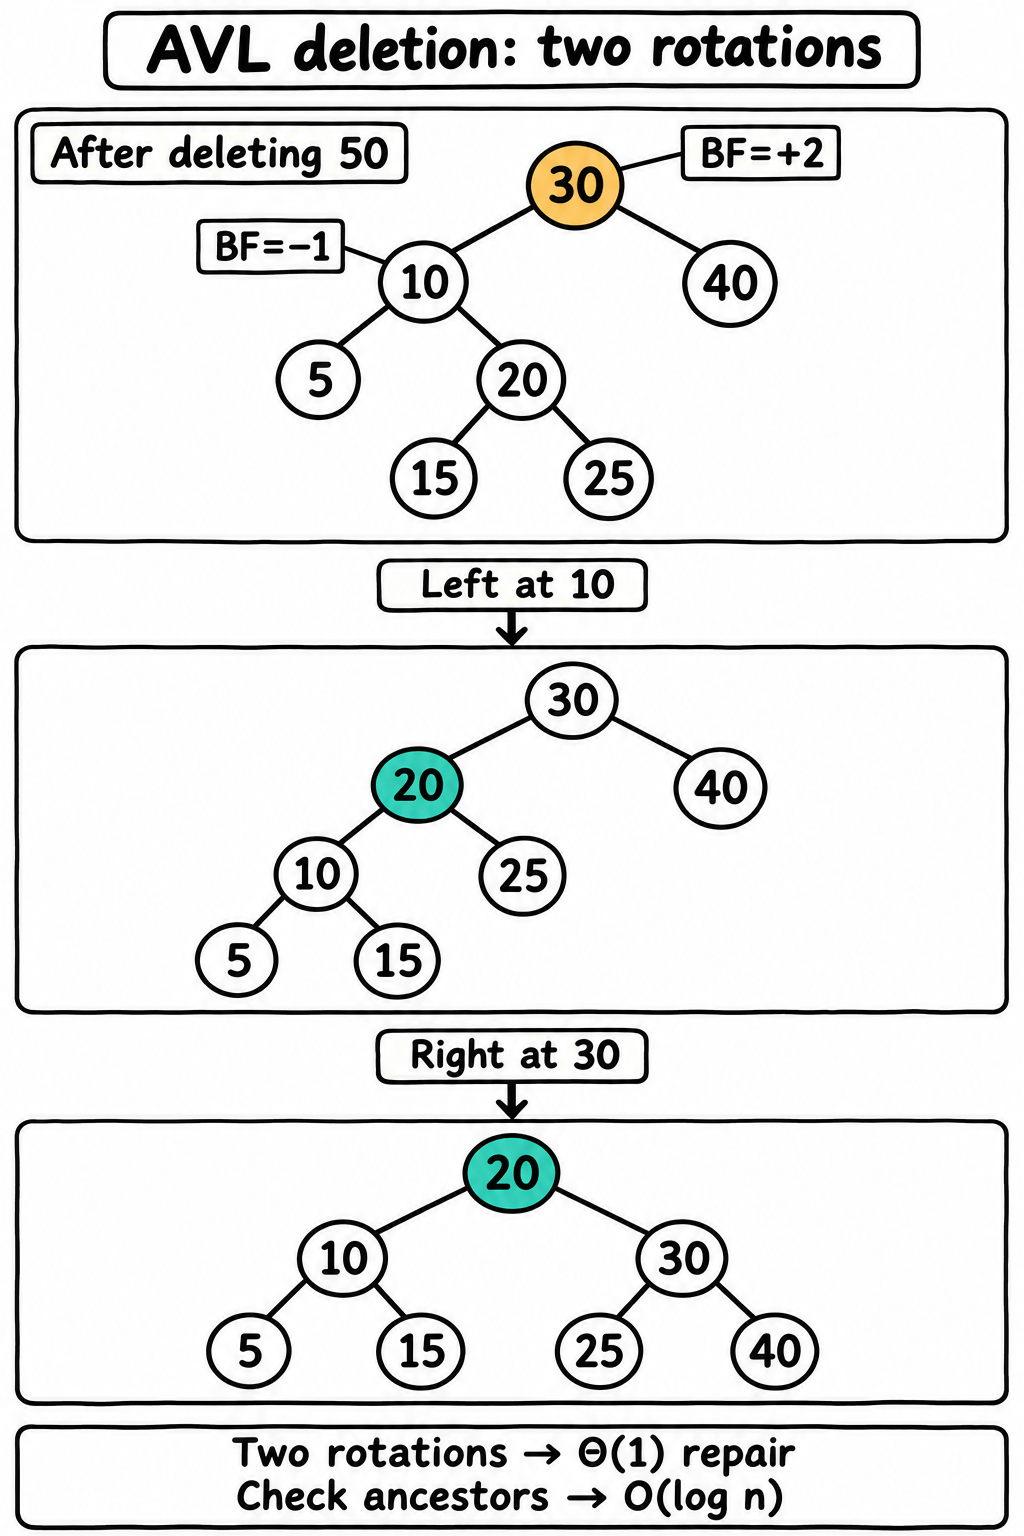 AVL deletion: two rotations
After deleting 50
BF=+2
30
BF=−1
10
40
5
20
15
25
Left at 10
30
20
40
10
25
5
15
Right at 30
20
10
30
5
15
25
40
Two rotations → Θ(1) repair
Check ancestors → O(log n)